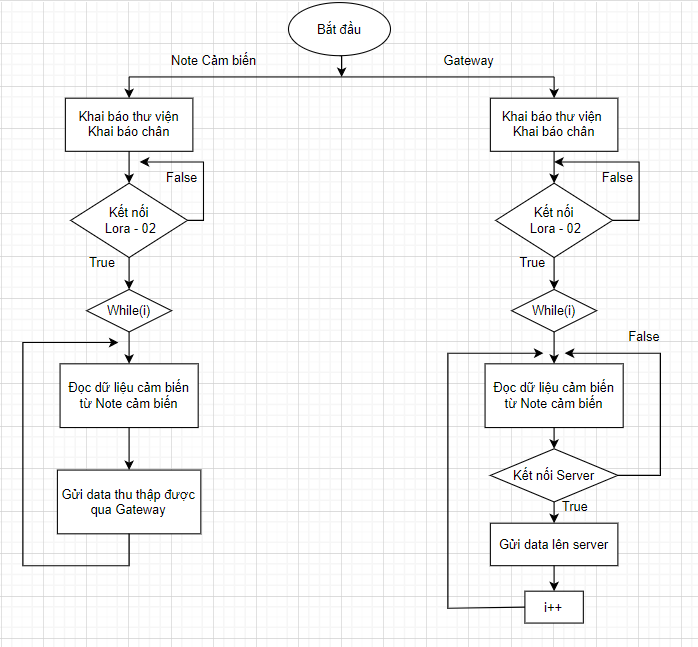 Bắt đầu
Note Cảm biến
Gateway
Khai báo thư viện
Khai báo chân
False
Kết nối
Lora - 02
True
While(i)
Đọc dữ liệu cảm biến
từ Note cảm biến
Gửi data thu thập được
qua Gateway
Khai báo thư viện
Khai báo chân
False
Kết nối
Lora - 02
True
While(i)
False
Đọc dữ liệu cảm biến
từ Note cảm biến
Kết nối Server
True
Gửi data lên server
i++